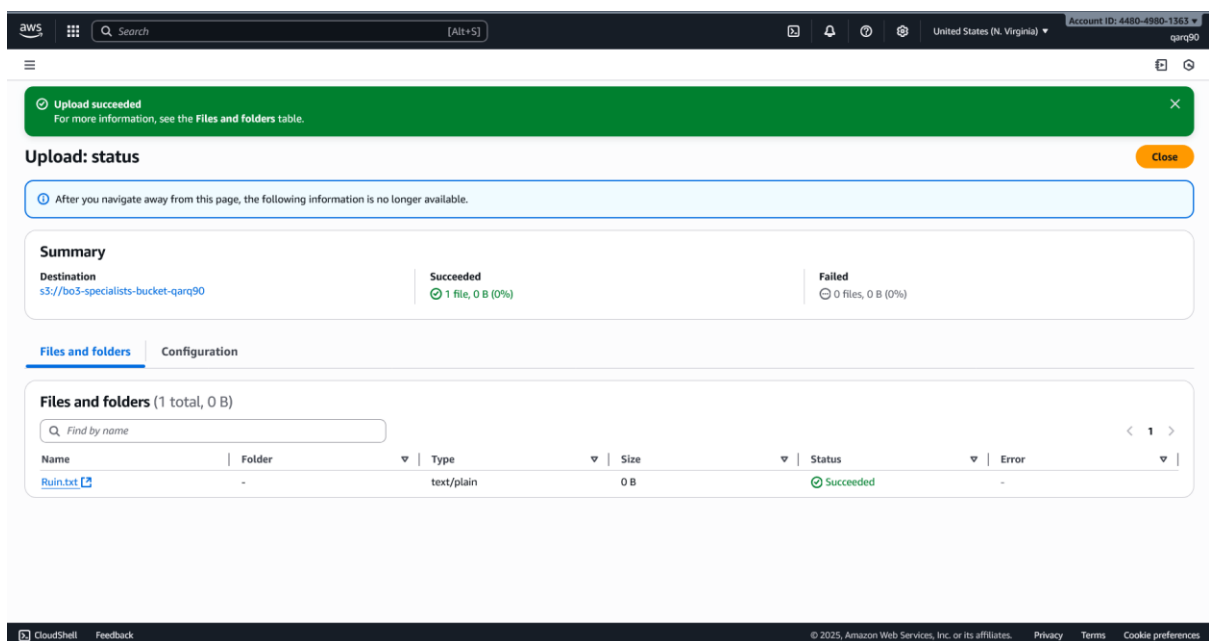 aws
Search [Alt+S]
United States (N. Virginia)
Account ID: 4480-4980-1363
qarq90
Upload succeeded
For more information, see the Files and folders table.
Upload: status
Close
After you navigate away from this page, the following information is no longer available.
Summary
Destination
s3://bo3-specialists-bucket-qarq90
Succeeded
1 file, 0 B (0%)
Failed
0 files, 0 B (0%)
Files and folders Configuration
Files and folders (1 total, 0 B)
Find by name
1
Name Folder Type Size Status Error
Ruin.txt - text/plain 0 B Succeeded -
CloudShell Feedback © 2025, Amazon Web Services, Inc. or its affiliates. Privacy Terms Cookie preferences